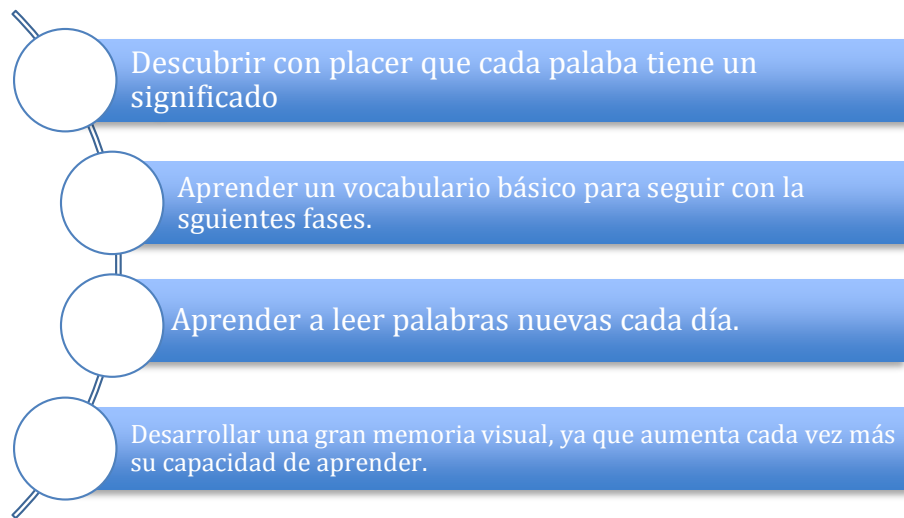 Descubrir con placer que cada palaba tiene un
significado
Aprender un vocabulario básico para seguir con la
sguientes fases.
Aprender a leer palabras nuevas cada día.
Desarrollar una gran memoria visual, ya que aumenta cada vez más
su capacidad de aprender.